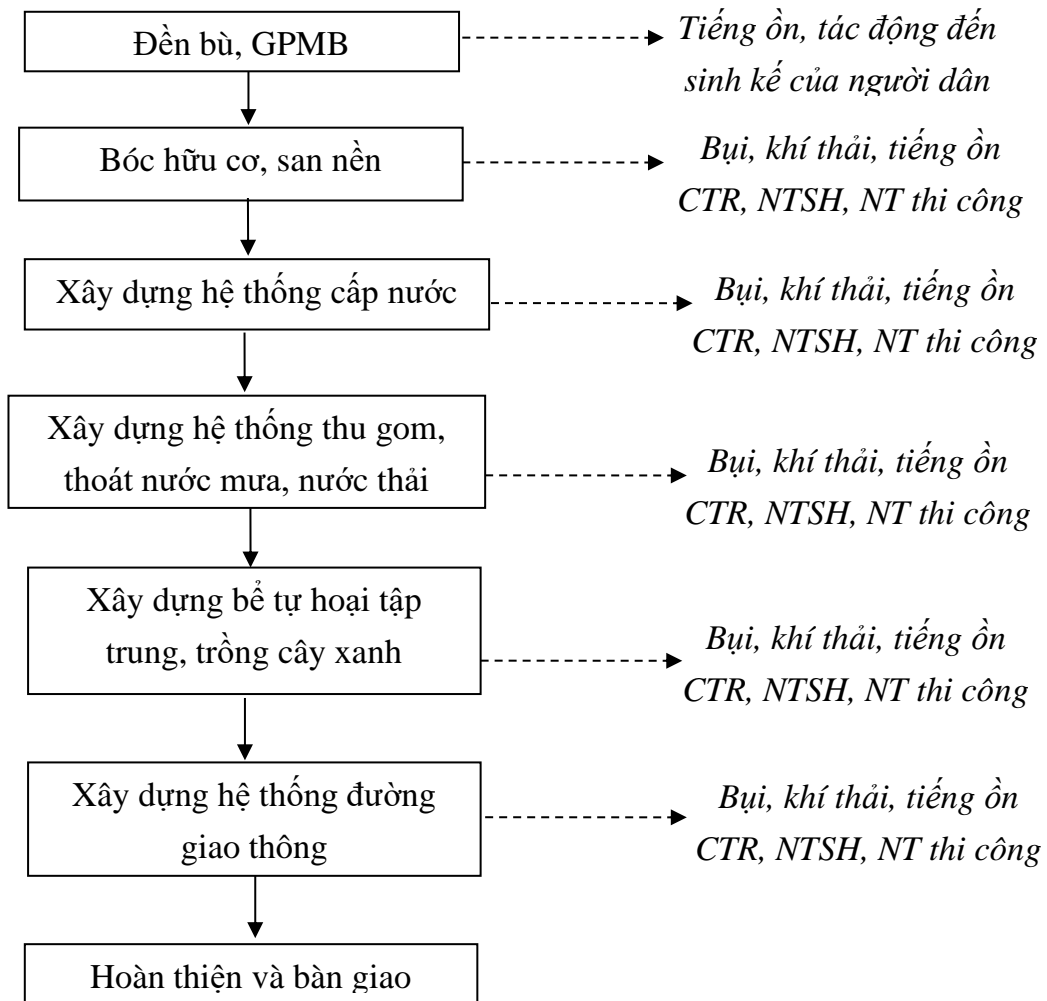 Đền bù, GPMB
Tiếng ồn, tác động đến
sinh kế của người dân
Bóc hữu cơ, san nền
Bụi, khí thải, tiếng ồn
CTR, NTSH, NT thi công
Xây dựng hệ thống cấp nước
Bụi, khí thải, tiếng ồn
CTR, NTSH, NT thi công
Xây dựng hệ thống thu gom,
thoát nước mưa, nước thải
Bụi, khí thải, tiếng ồn
CTR, NTSH, NT thi công
Xây dựng bể tự hoại tập
trung, trồng cây xanh
Bụi, khí thải, tiếng ồn
CTR, NTSH, NT thi công
Xây dựng hệ thống đường
giao thông
Bụi, khí thải, tiếng ồn
CTR, NTSH, NT thi công
Hoàn thiện và bàn giao